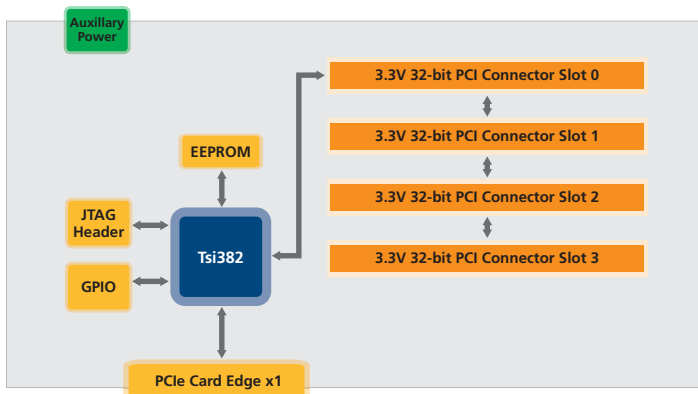 Auxillary
Power
3.3V 32-bit PCI Connector Slot 0
3.3V 32-bit PCI Connector Slot 1
EEPROM
3.3V 32-bit PCI Connector Slot 2
JTAG
Header
Tsi382
3.3V 32-bit PCI Connector Slot 3
GPIO
PCIe Card Edge x1